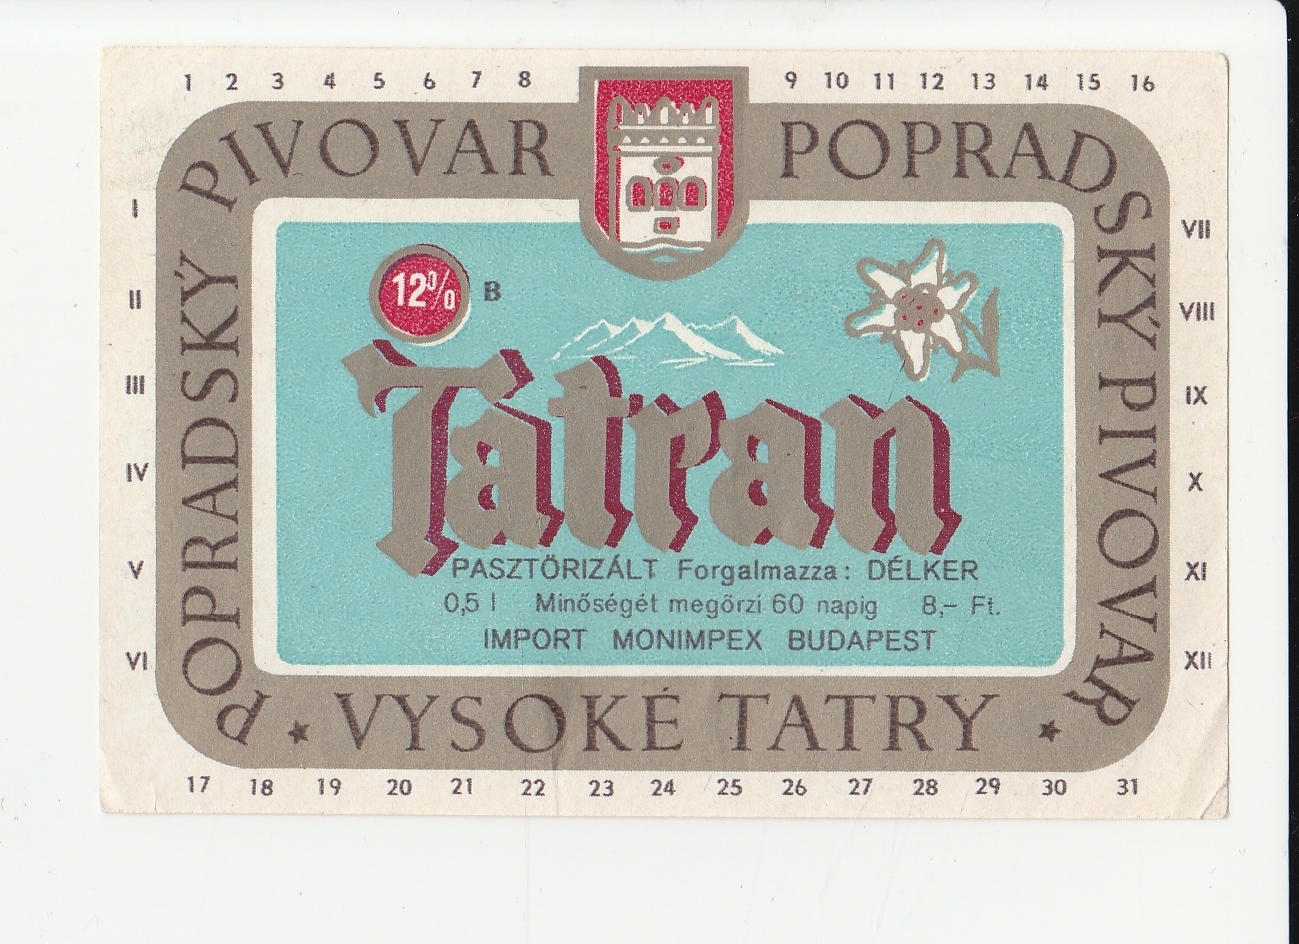 1 2 3 4 5 6 7 8 9 10 11 12 13 14 15 16
POPRADSKÝ PIVOVAR
POPRADSKÝ PIVOVAR
I
II
III
IV
V
VI
VII
VIII
IX
X
XI
XII
12% B
Tatran
PASZTŐRIZÁLT Forgalmazza: DÉLKER
0,5 l Minőségét megőrzi 60 napig 8,- Ft.
IMPORT MONIMPEX BUDAPEST
★ VYSOKÉ TATRY ★
17 18 19 20 21 22 23 24 25 26 27 28 29 30 31